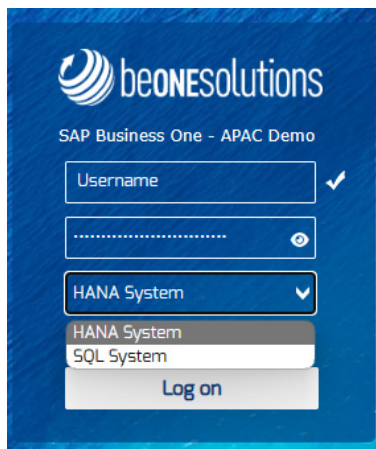 beONEsolutions
SAP Business One - APAC Demo
Username
HANA System
HANA System
SQL System
Log on